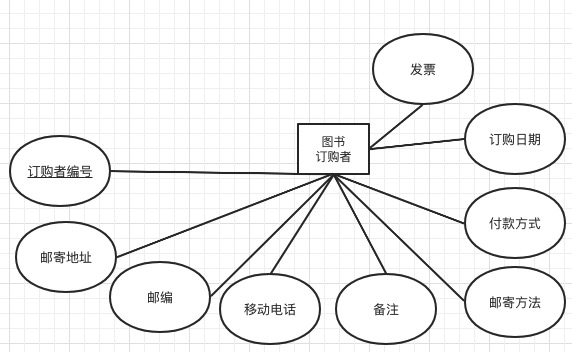 发票
图书
订购者
订购日期
订购者编号
付款方式
邮寄地址
邮编
移动电话
备注
邮寄方法